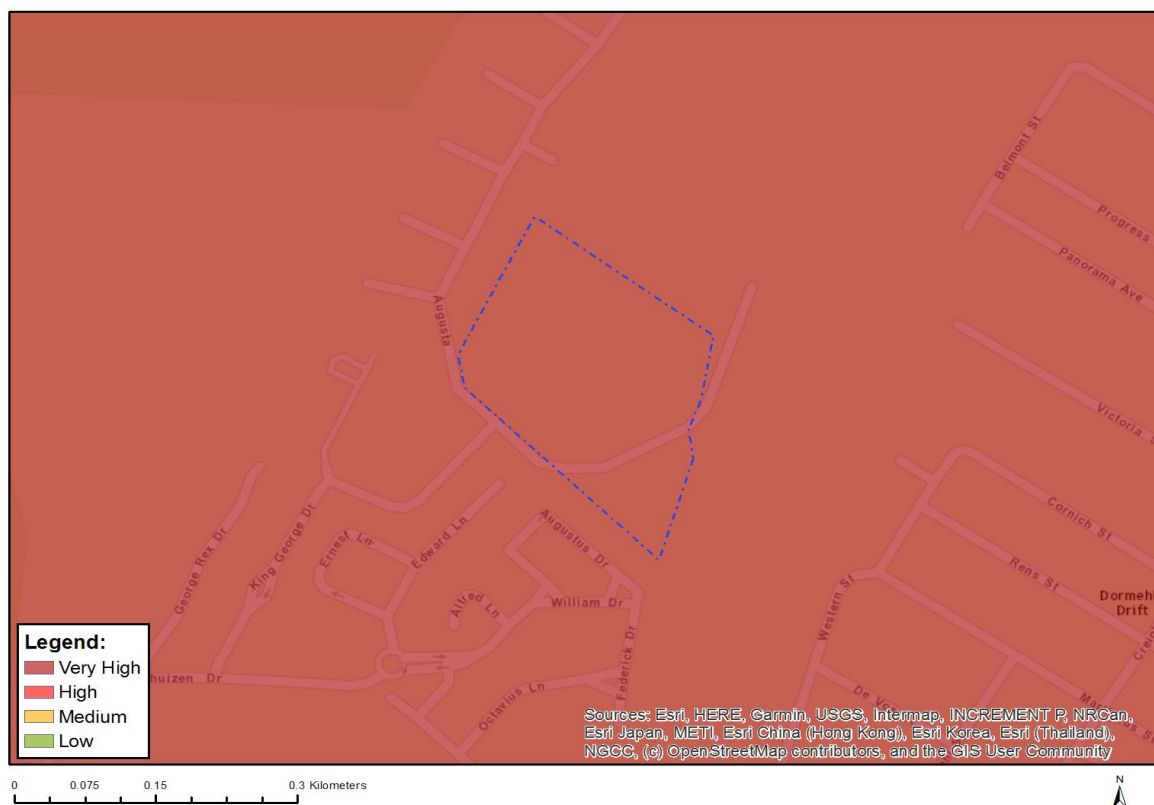 Belmont St
Progress
Panorama Ave
Augusta
Victoria S
Cornich St
George Rex Dr
King George Dr
Ernest Ln
Edward Ln
Augustus Dr
Rens St
Alfred Ln
William Dr
Western St
Dormehl
Drift
Federick Dr
Creio
huizen Dr
Octavius Ln
Legend:
Very High
High
Medium
Low
Sources: Esri, HERE, Garmin, USGS, Intermap, INCREMENT P, NRCan,
Esri Japan, METI, Esri China (Hong Kong), Esri Korea, Esri (Thailand),
NGCC, (c) OpenStreetMap contributors, and the GIS User Community
0 0.075 0.15 0.3 Kilometers
N